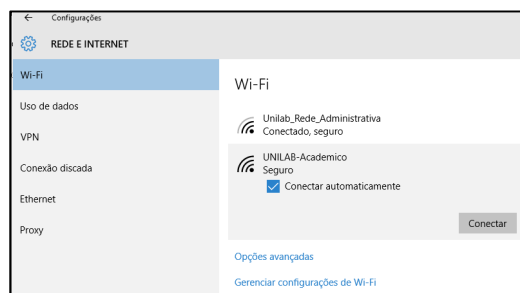 Configurações
REDE E INTERNET
Wi-Fi
Uso de dados
VPN
Conexão discada
Ethernet
Proxy
Wi-Fi
Unilab_Rede_Administrativa
Conectado, seguro
UNILAB-Academico
Seguro
Conectar automaticamente
Conectar
Opções avançadas
Gerenciar configurações de Wi-Fi